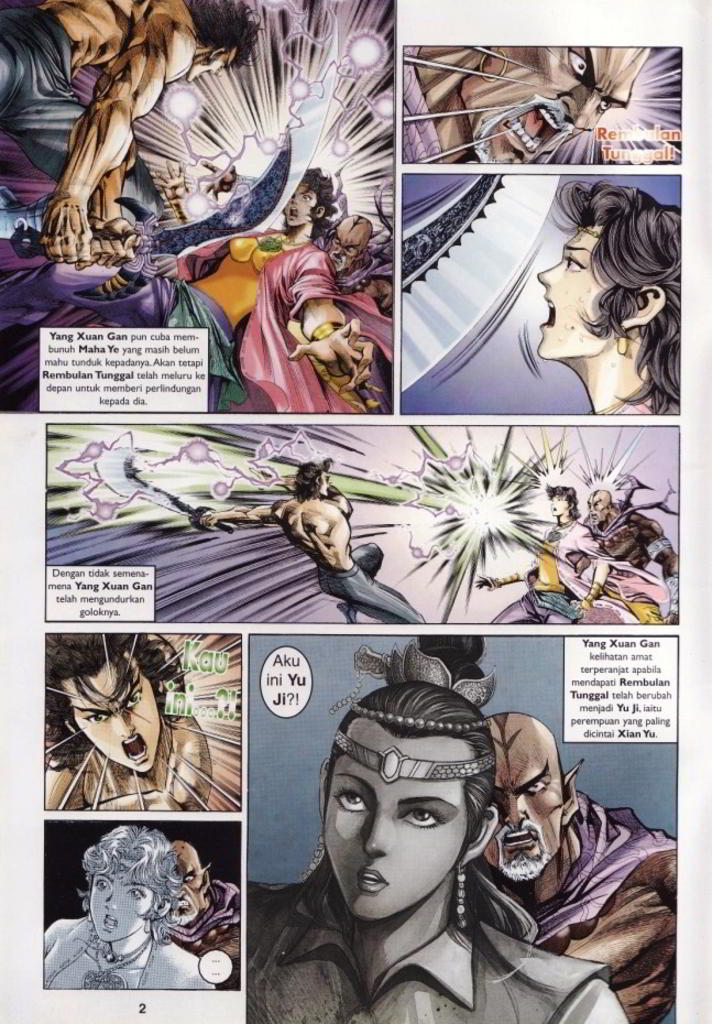 Yang Xuan Gan pun cuba mem-
bunuh Maha Ye yang masih belum
mahu tunduk kepadanya. Akan tetapi
Rembulan Tunggal telah meluru ke
depan untuk memberi perlindungan
kepada dia.
Rembulan
Tunggal!
Dengan tidak semena-
mena Yang Xuan Gan
telah mengundurkan
goloknya.
Kau
ini....?!
... ...
Aku
ini Yu
Ji?!
Yang Xuan Gan
kelihatan amat
terperanjat apabila
mendapati Rembulan
Tunggal telah berubah
menjadi Yu Ji, iaitu
perempuan yang paling
dicintai Xian Yu.
2